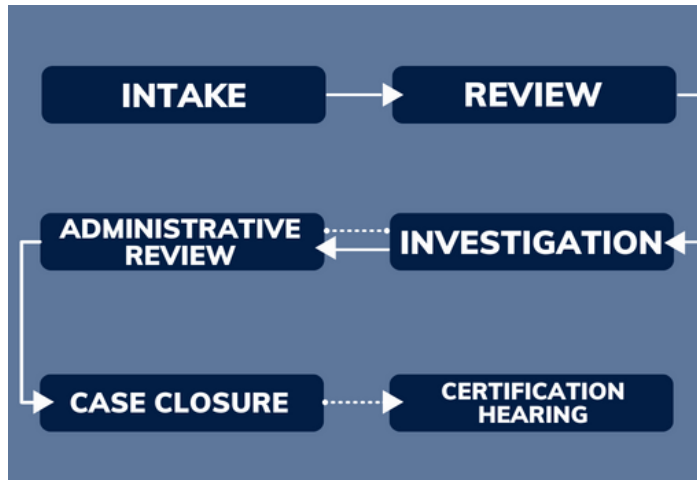 INTAKE
REVIEW
ADMINISTRATIVE
REVIEW
INVESTIGATION
CASE CLOSURE
CERTIFICATION
HEARING